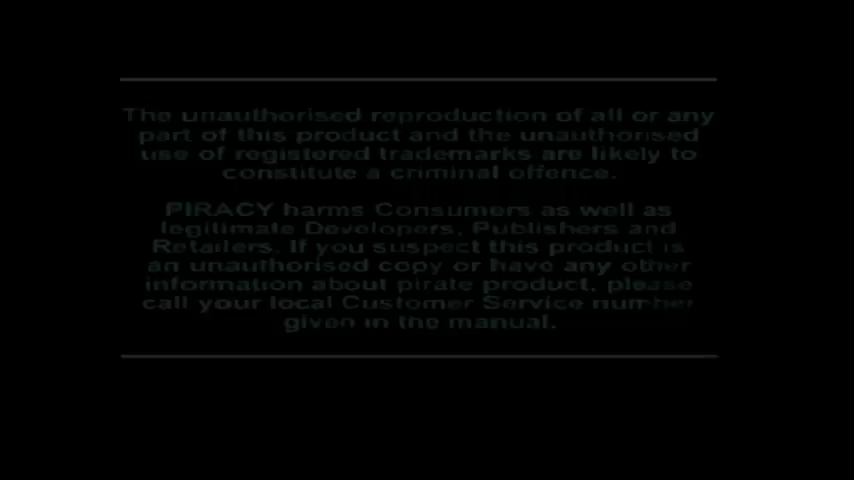 The unauthorised reproduction of all or any
part of this product and the unauthorised
use of registered trademarks are likely to
constitute a criminal offence.
PIRACY harms Consumers as well as
legitimate Developers, Publishers and
Retailers. If you suspect this product is
an unauthorised copy or have any other
information about pirate product, please
call your local Customer Service number
given in the manual.